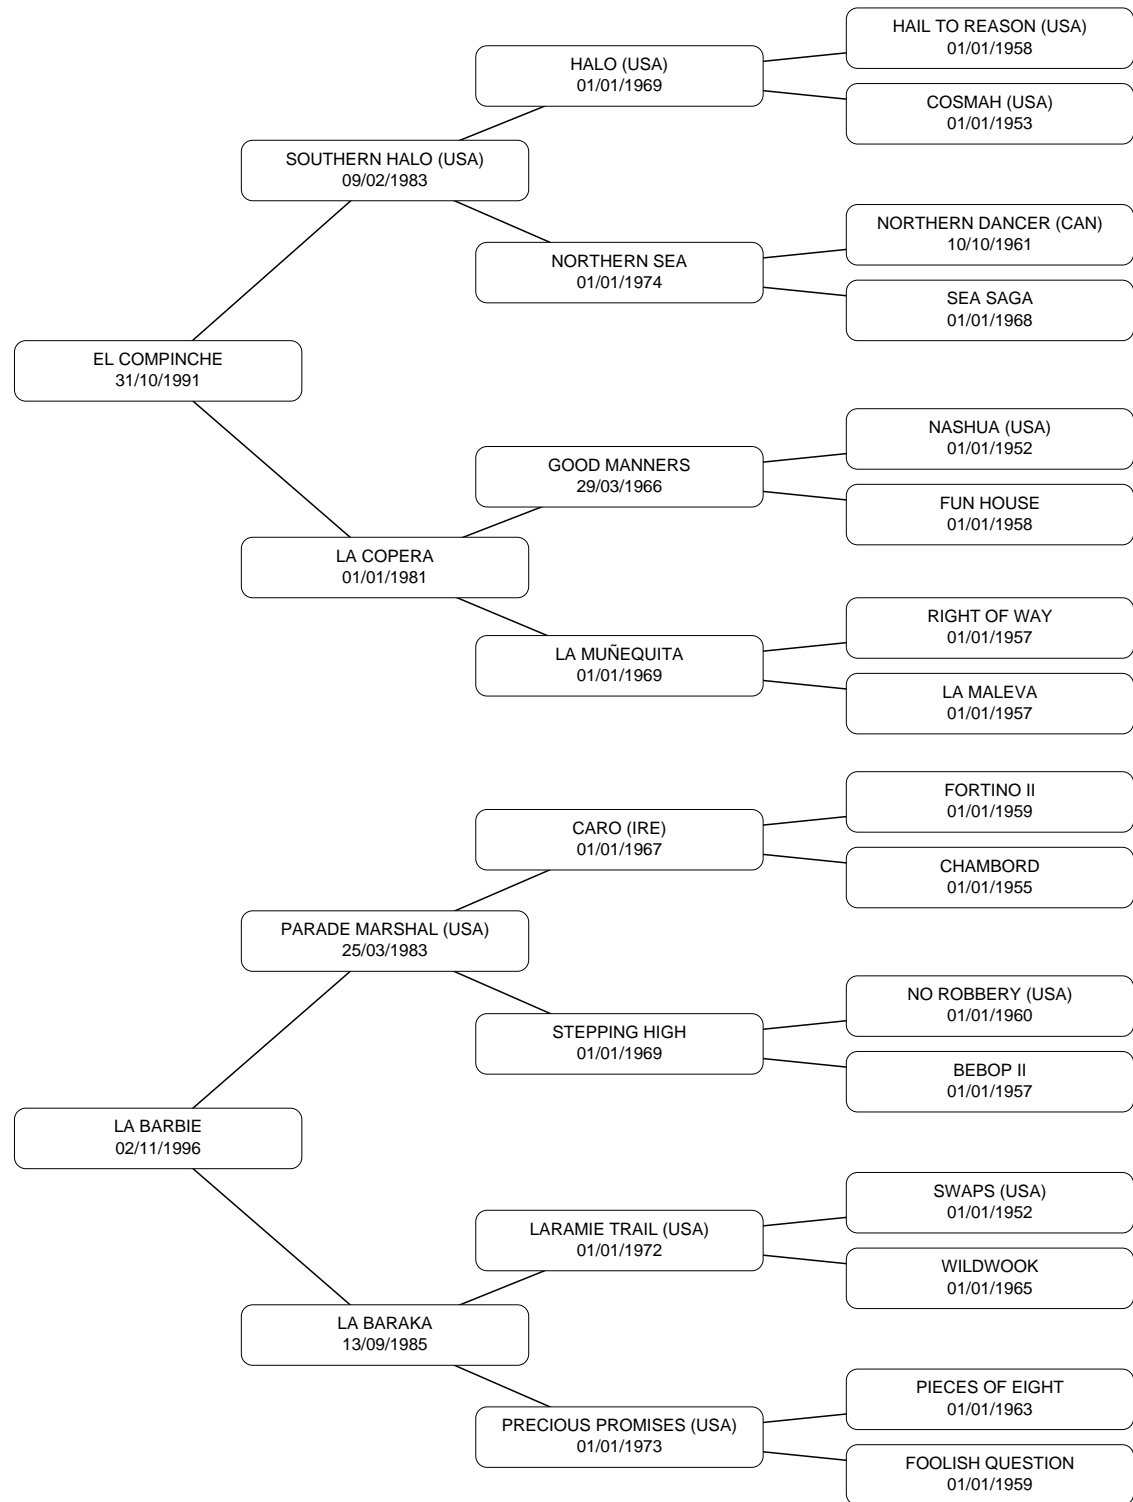 HAIL TO REASON (USA)
01/01/1958
HALO (USA)
01/01/1969
COSMAH (USA)
01/01/1953
SOUTHERN HALO (USA)
09/02/1983
NORTHERN DANCER (CAN)
10/10/1961
NORTHERN SEA
01/01/1974
SEA SAGA
01/01/1968
EL COMPINCHE
31/10/1991
NASHUA (USA)
01/01/1952
GOOD MANNERS
29/03/1966
FUN HOUSE
01/01/1958
LA COPERA
01/01/1981
RIGHT OF WAY
01/01/1957
LA MUÑEQUITA
01/01/1969
LA MALEVA
01/01/1957
FORTINO II
01/01/1959
CARO (IRE)
01/01/1967
CHAMBORD
01/01/1955
PARADE MARSHAL (USA)
25/03/1983
NO ROBBERY (USA)
01/01/1960
STEPPING HIGH
01/01/1969
BEBOP II
01/01/1957
LA BARBIE
02/11/1996
SWAPS (USA)
01/01/1952
LARAMIE TRAIL (USA)
01/01/1972
WILDWOOK
01/01/1965
LA BARAKA
13/09/1985
PIECES OF EIGHT
01/01/1963
PRECIOUS PROMISES (USA)
01/01/1973
FOOLISH QUESTION
01/01/1959